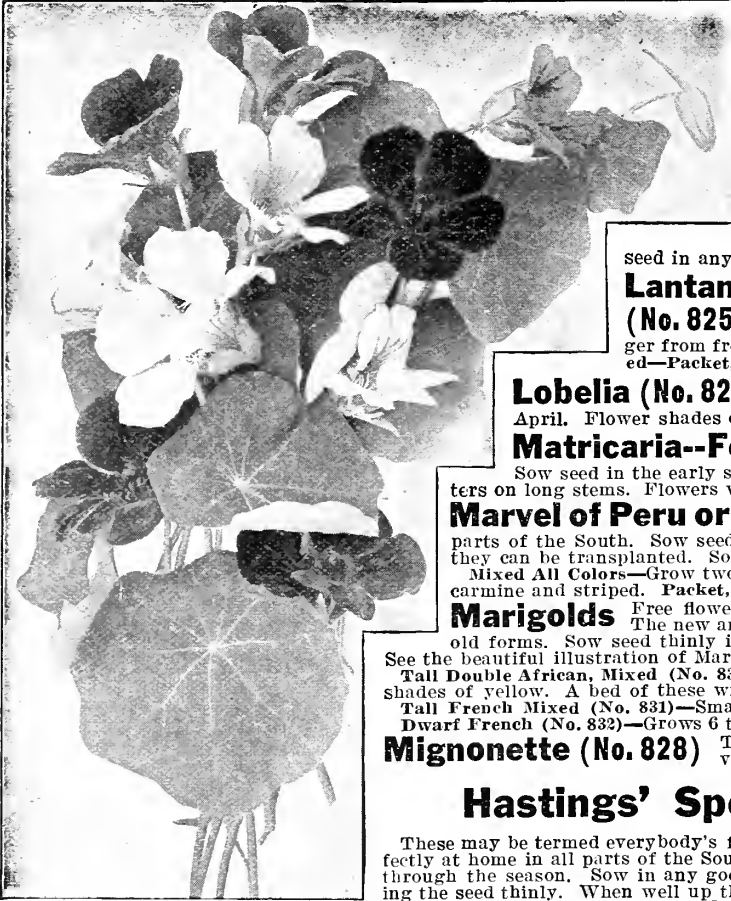 seed in any
Lantan
(No. 825
ger from fr
ed—Packet
Lobelia (No. 82
April. Flower shades
Matricaria--F
Sow seed in the early s
ters on long stems. Flowers
Marvel of Peru or
parts of the South. Sow seed
they can be transplanted. So
Mixed All Colors—Grow two
carmine and striped. Packet,
Marigolds Free flowe
The new a
old forms. Sow seed thinly i
See the beautiful illustration of Mar
Tall Double African, Mixed (No. 83
shades of yellow. A bed of these w
Tall French Mixed (No. 831)—Sma
Dwarf French (No. 832)—Grows 6 t
Mignonette (No. 828) T
v
Hastings' Spe
These may be termed everybody's f
fectly at home in all parts of the Sou
through the season. Sow in any goo
ing the seed thinly. When well up th